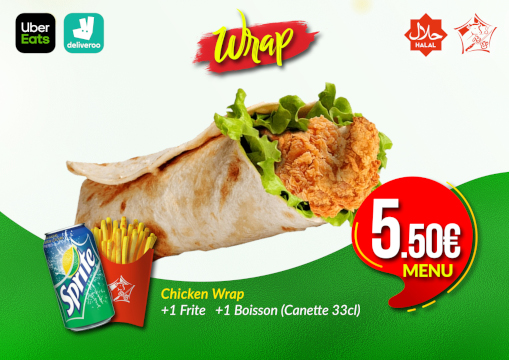 Uber
Eats
deliveroo
Wrap
حلال
HALAL
5.50€
MENU
Sprite
Chicken Wrap
+1 Frite +1 Boisson (Canette 33cl)